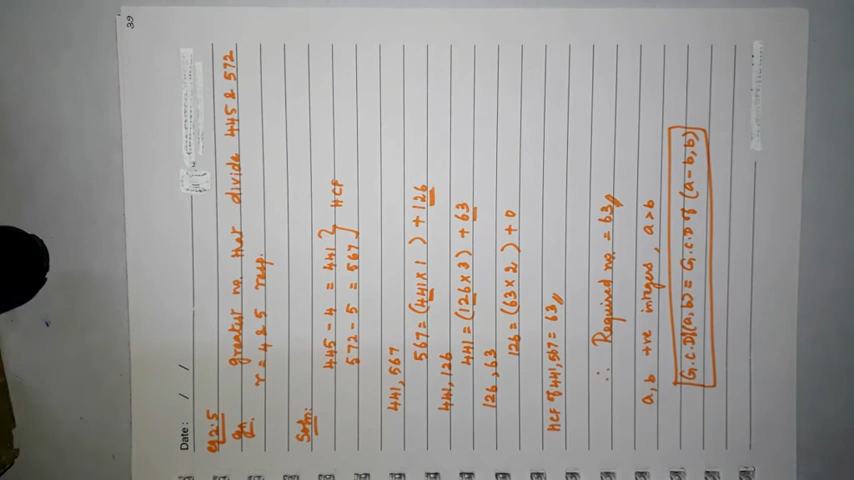 39
Date: / /
eg 2.5
gn. greatest no. that divide 445 & 572
r = 4 & 5 resp.
Soln:
445 - 4 = 441 } HCF
572 - 5 = 567
441, 567
567 = (441 x 1) + 126
441, 126
441 = (126 x 3) + 63
126, 63
126 = (63 x 2) + 0
HCF of 441, 567 = 63 //
∴ Required no. = 63 //
a, b +ve integers, a > b
G.C.D (a, b) = G.C.D of (a - b, b)